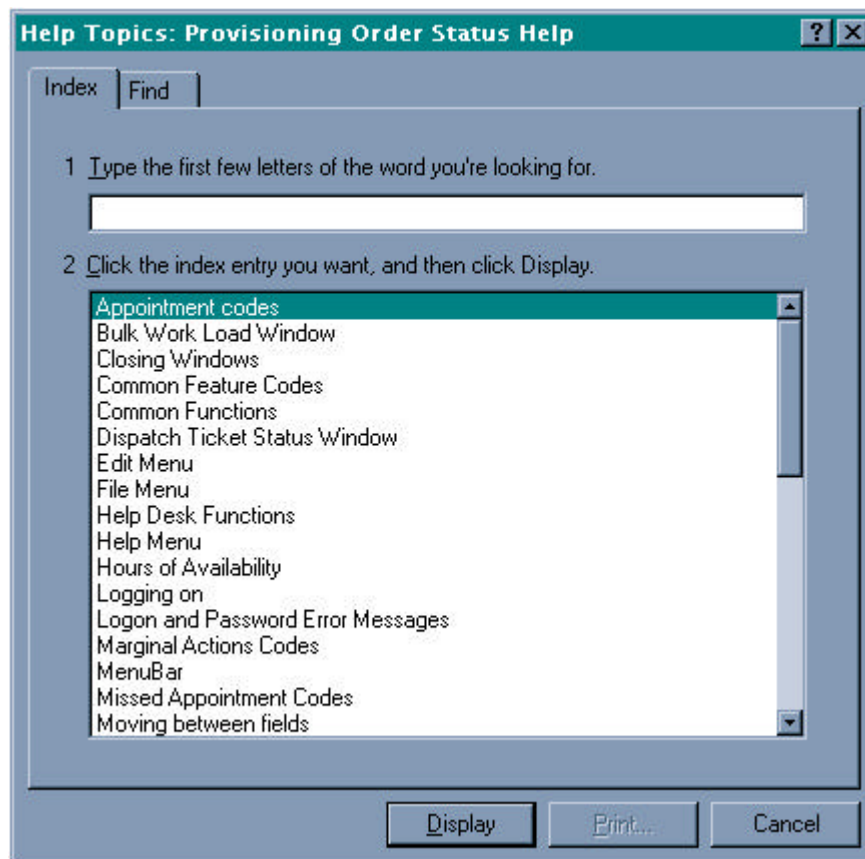 Help Topics: Provisioning Order Status Help
Index
Find
1 Type the first few letters of the word you're looking for.
2 Click the index entry you want, and then click Display.
Appointment codes
Bulk Work Load Window
Closing Windows
Common Feature Codes
Common Functions
Dispatch Ticket Status Window
Edit Menu
File Menu
Help Desk Functions
Help Menu
Hours of Availability
Logging on
Logon and Password Error Messages
Marginal Actions Codes
MenuBar
Missed Appointment Codes
Moving between fields
Display Print... Cancel